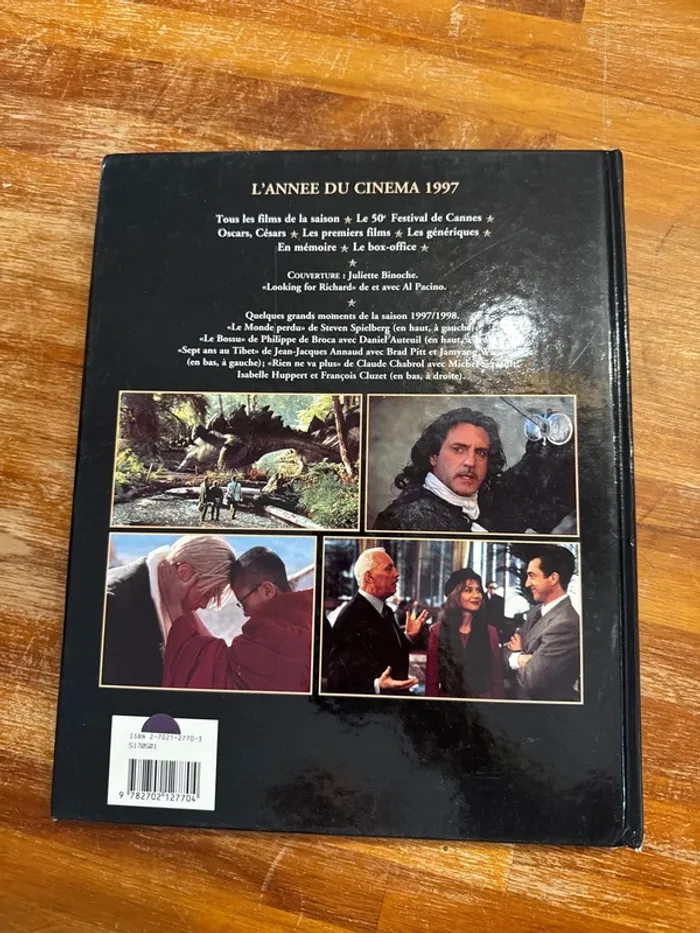 L'ANNEE DU CINEMA 1997
Tous les films de la saison ★ Le 50e Festival de Cannes ★
Oscars, Césars ★ Les premiers films ★ Les génériques ★
En mémoire ★ Le box-office ★
★
COUVERTURE : Juliette Binoche.
«Looking for Richard» de et avec Al Pacino.
★
Quelques grands moments de la saison 1997/1998.
«Le Monde perdu» de Steven Spielberg (en haut, à gauche)
«Le Bossu» de Philippe de Broca avec Daniel Auteuil (en haut,
«Sept ans au Tibet» de Jean-Jacques Annaud avec Brad Pitt et Jamyang
(en bas, à gauche); «Rien ne va plus» de Claude Chabrol avec Michel Serrault,
Isabelle Huppert et François Cluzet (en bas, à droite).
ISBN 2-7021-2770-3
S170S01
9 782702 127704